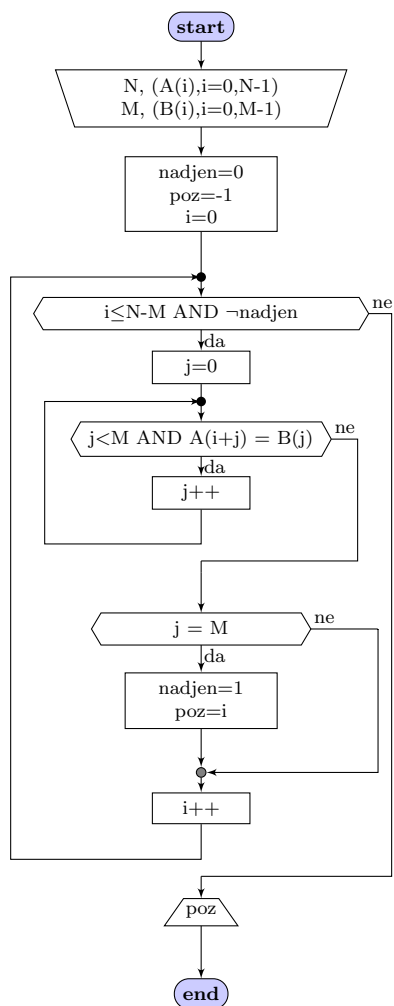 start
N, (A(i),i=0,N-1)
M, (B(i),i=0,M-1)
nadjen=0
poz=-1
i=0
i≤N-M AND ¬nadjen
ne
da
j=0
j<M AND A(i+j) = B(j)
ne
da
j++
j = M
ne
da
nadjen=1
poz=i
i++
poz
end